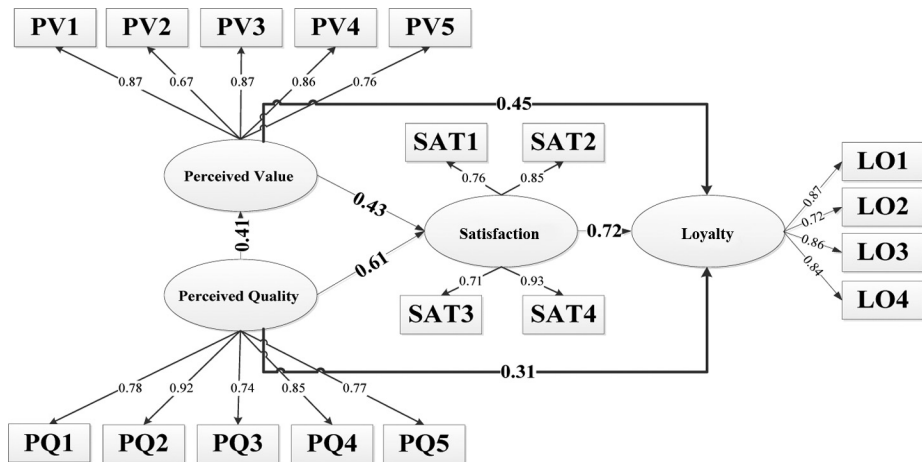 PV1 PV2 PV3 PV4 PV5
0.87 0.67 0.87 0.86 0.76
0.45
SAT1 SAT2
0.76 0.85
Perceived Value
0.43
0.41
Satisfaction
0.72
Loyalty
0.87
0.72
0.86
0.84
LO1
LO2
LO3
LO4
0.61
Perceived Quality
0.71 0.93
SAT3 SAT4
0.31
0.78 0.92 0.74 0.85 0.77
PQ1 PQ2 PQ3 PQ4 PQ5